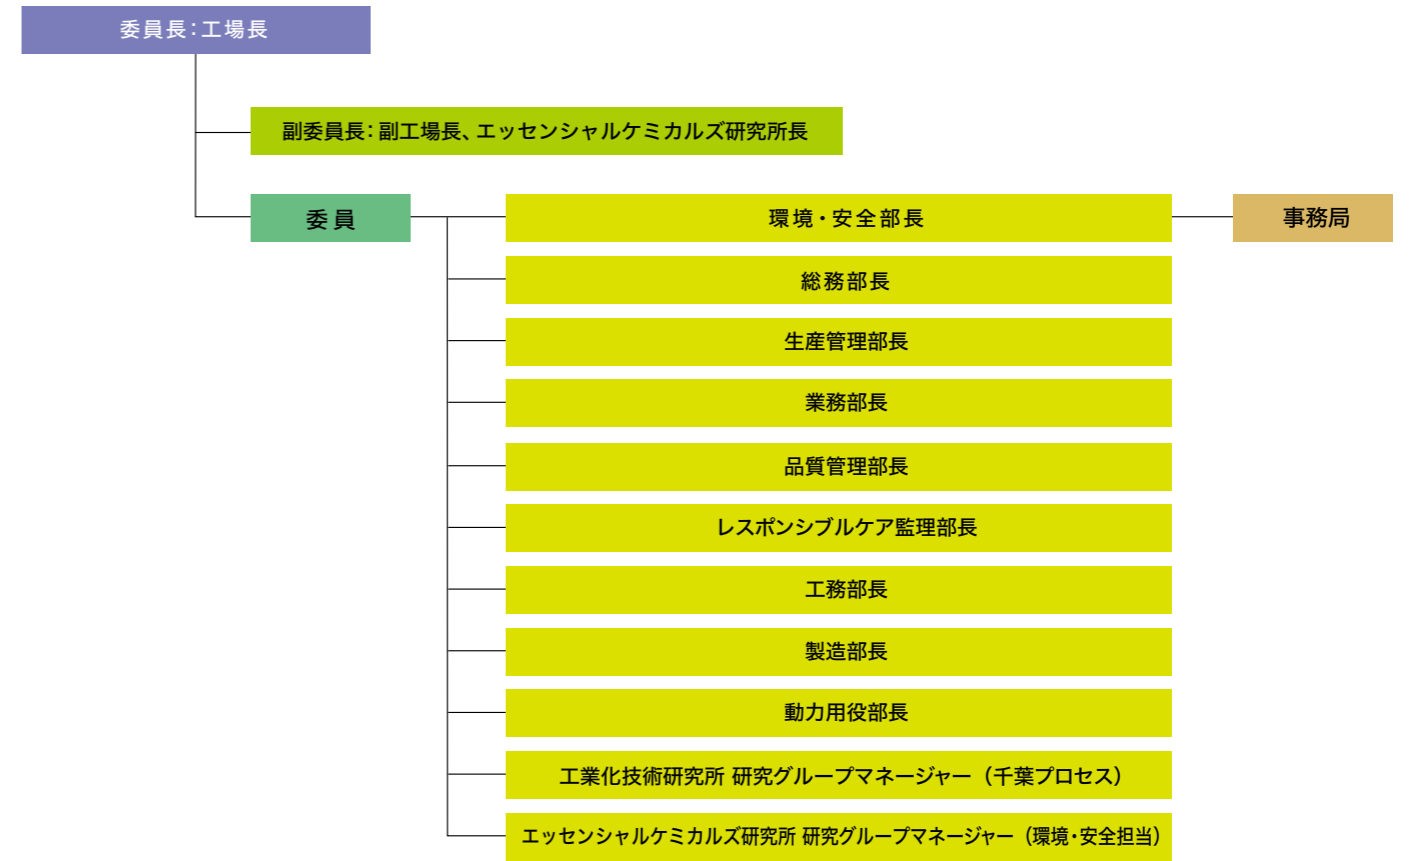 委員長：工場長
副委員長：副工場長、エッセンシャルケミカルズ研究所長
委員
環境・安全部長
事務局
総務部長
生産管理部長
業務部長
品質管理部長
レスポンシブルケア監理部長
工務部長
製造部長
動力用役部長
工業化技術研究所 研究グループマネージャー（千葉プロセス）
エッセンシャルケミカルズ研究所 研究グループマネージャー（環境・安全担当）